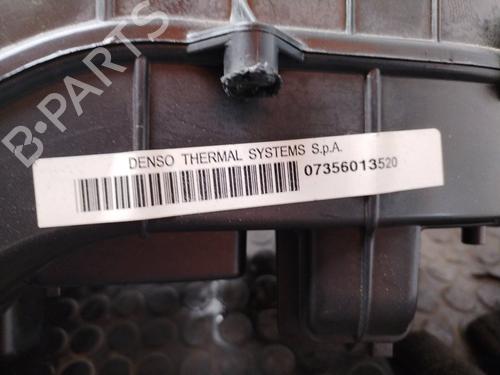 B-PARTS
DENSO THERMAL SYSTEMS S.p.A.
07356013520